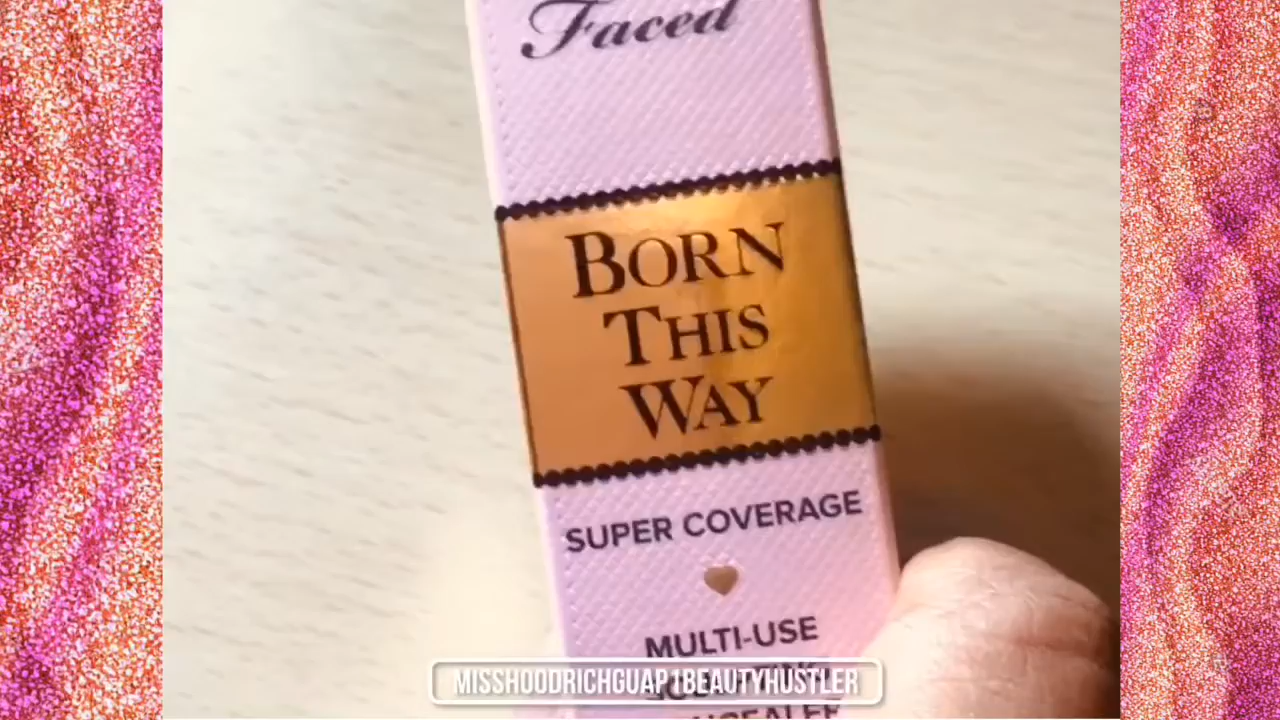 Faced
BORN
THIS
WAY
SUPER COVERAGE
MULTI-USE
MISSHOODRICHGUAP1BEAUTYHUSTLER